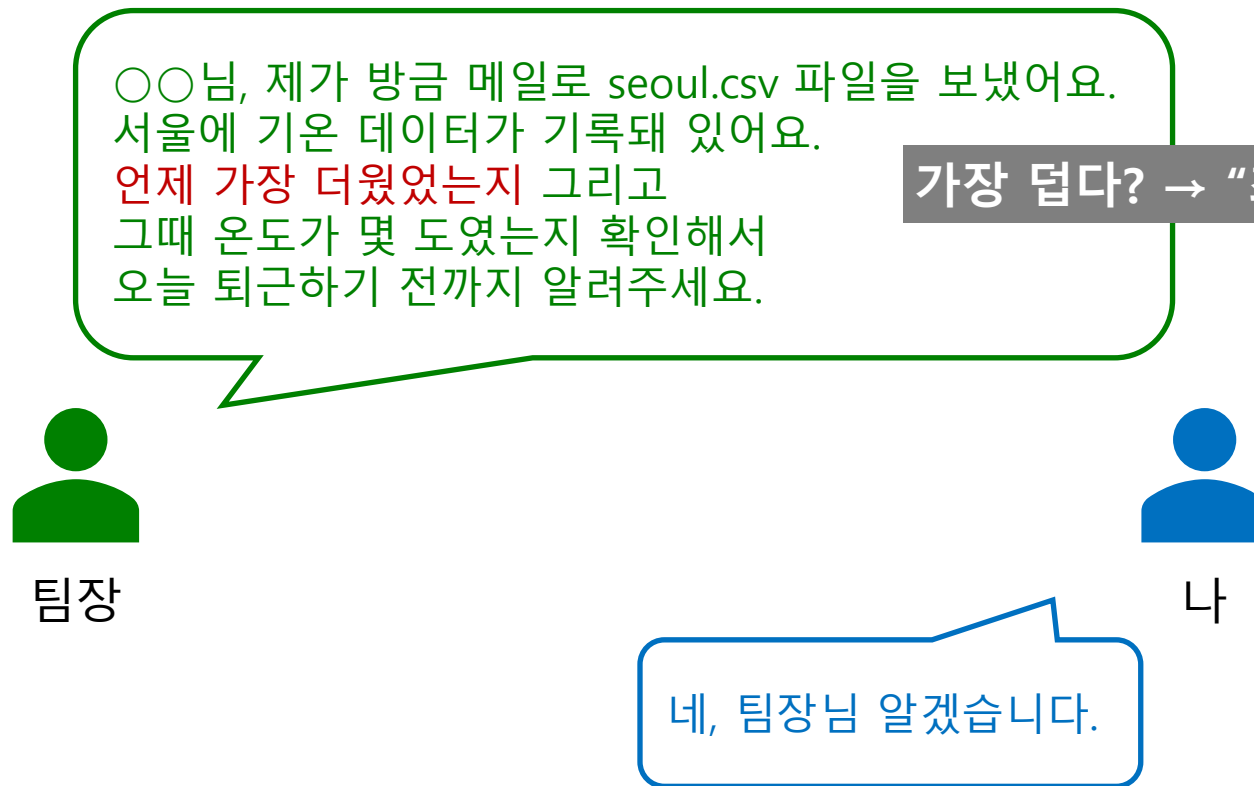 ○○님, 제가 방금 메일로 seoul.csv 파일을 보냈어요.
서울에 기온 데이터가 기록돼 있어요.
언제 가장 더웠었는지 그리고
그때 온도가 몇 도였는지 확인해서
오늘 퇴근하기 전까지 알려주세요.
가장 덥다? → “
팀장
나
네, 팀장님 알겠습니다.